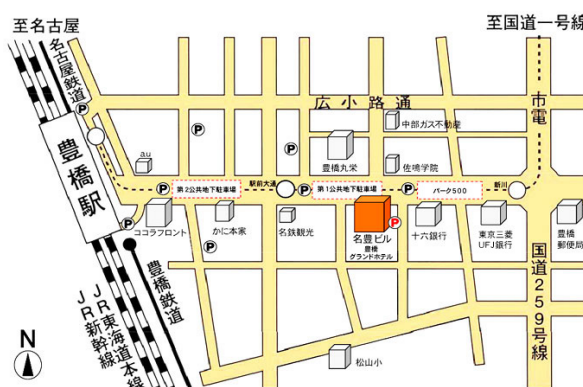 至名古屋
至国道一号線
名古屋鉄道
広小路通
市電
P
中部ガス不動産
P
P
豊橋丸栄
佐鳴学院
au
豊橋駅
P
第2公共地下駐車場
駅前大通
P
第1公共地下駐車場
P
パーク500
新川
P
ココラフロント
かに本家
名鉄観光
名豊ビル
豊橋
グランドホテル
P
十六銀行
東京三菱
UFJ銀行
豊橋
郵便局
P
豊橋鉄道
国道259号線
JR東海道本線
JR新幹線
N
松山小